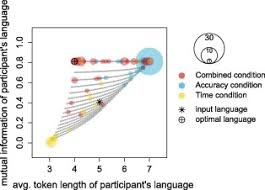 mutual information of participant's language
1.0
0.8
0.6
0.4
0.2
0.0
3 4 5 6 7
avg. token length of participant's language
30
10
Combined condition
Accuracy condition
Time condition
input language
optimal language